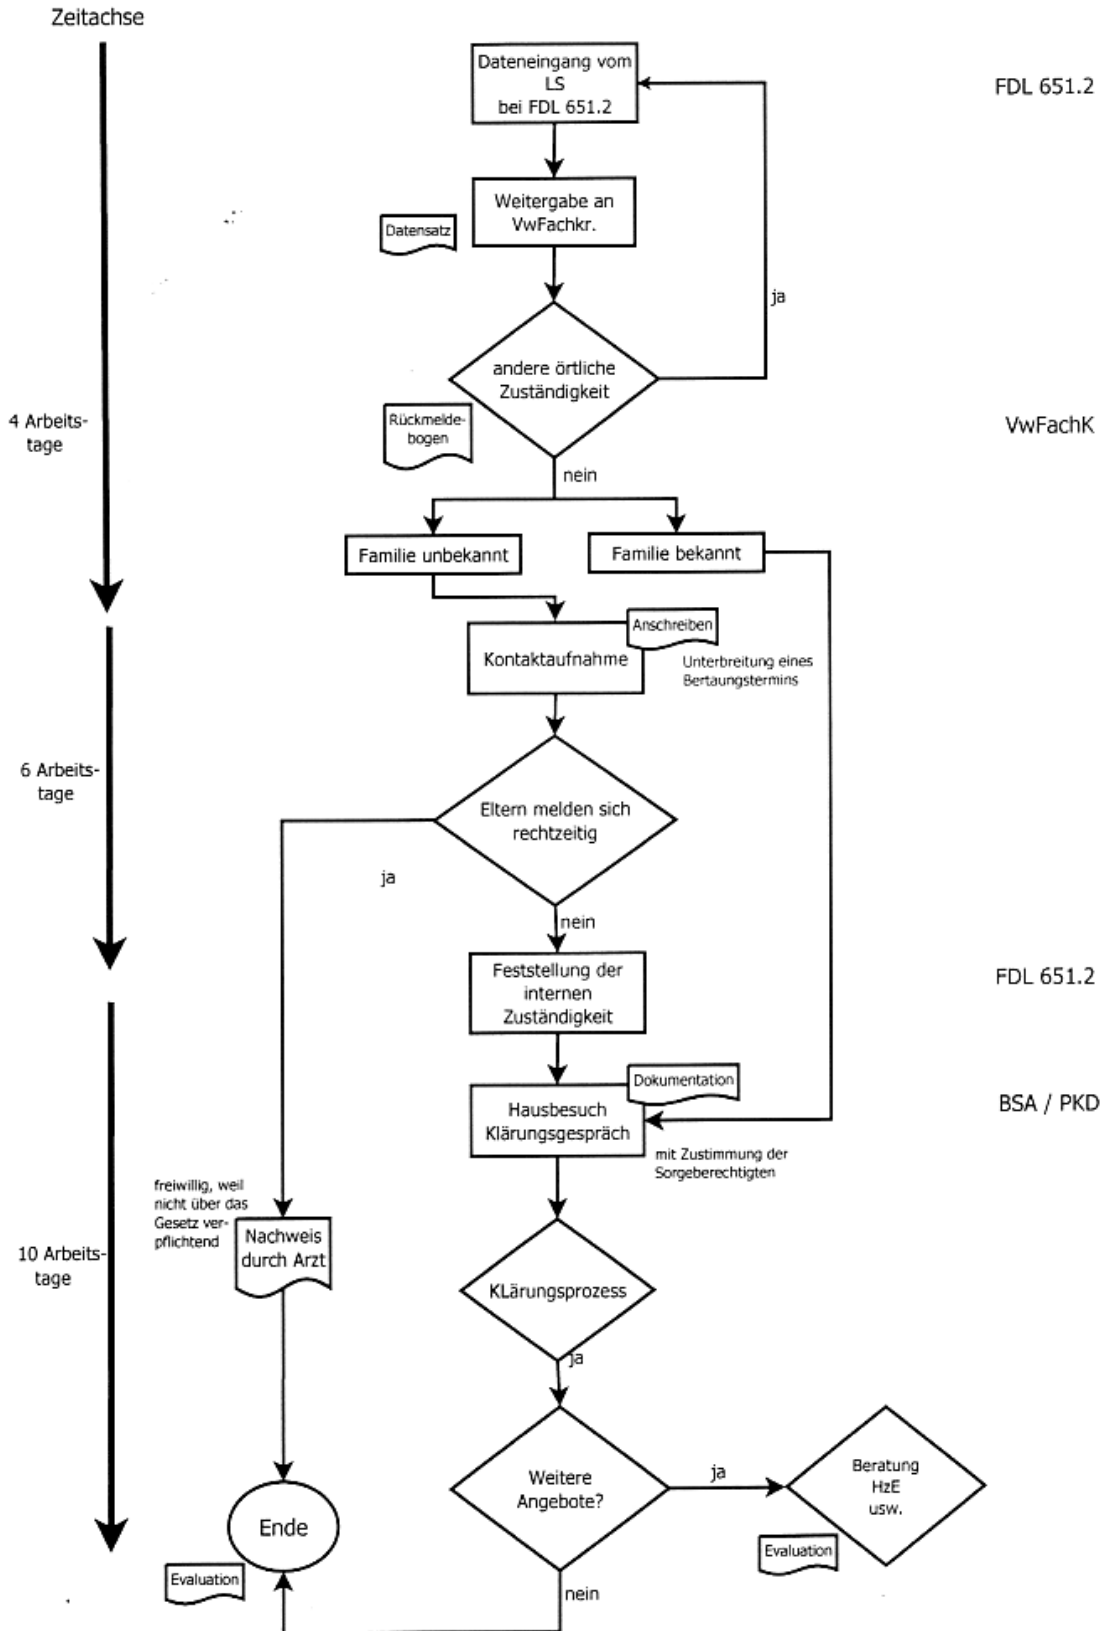 Zeitachse
Dateneingang vom
LS
bei FDL 651.2
FDL 651.2
Weitergabe an
VwFachkr.
Datensatz
ja
andere örtliche
Zuständigkeit
4 Arbeits-
tage
Rückmelde-
bogen
VwFachK
nein
Familie unbekannt
Familie bekannt
Anschreiben
Kontaktaufnahme
Unterbreitung eines
Bertaungstermins
6 Arbeits-
tage
Eltern melden sich
rechtzeitig
ja
nein
Feststellung der
internen
Zuständigkeit
FDL 651.2
Dokumentation
Hausbesuch
Klärungsgespräch
BSA / PKD
mit Zustimmung der
Sorgeberechtigten
freiwillig, weil
nicht über das
Gesetz ver-
pflichtend
Nachweis
durch Arzt
10 Arbeits-
tage
KLärungsprozess
ja
Weitere
Angebote?
ja
Beratung
HzE
usw.
Ende
Evaluation
Evaluation
nein